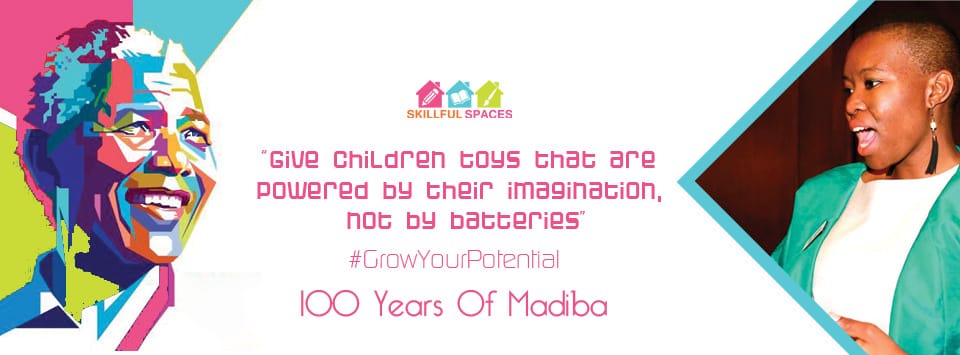 SKILLFUL SPACES
“Give Children toys that are
powered by their imagination,
not by batteries”
#GrowYourPotential
100 Years Of Madiba